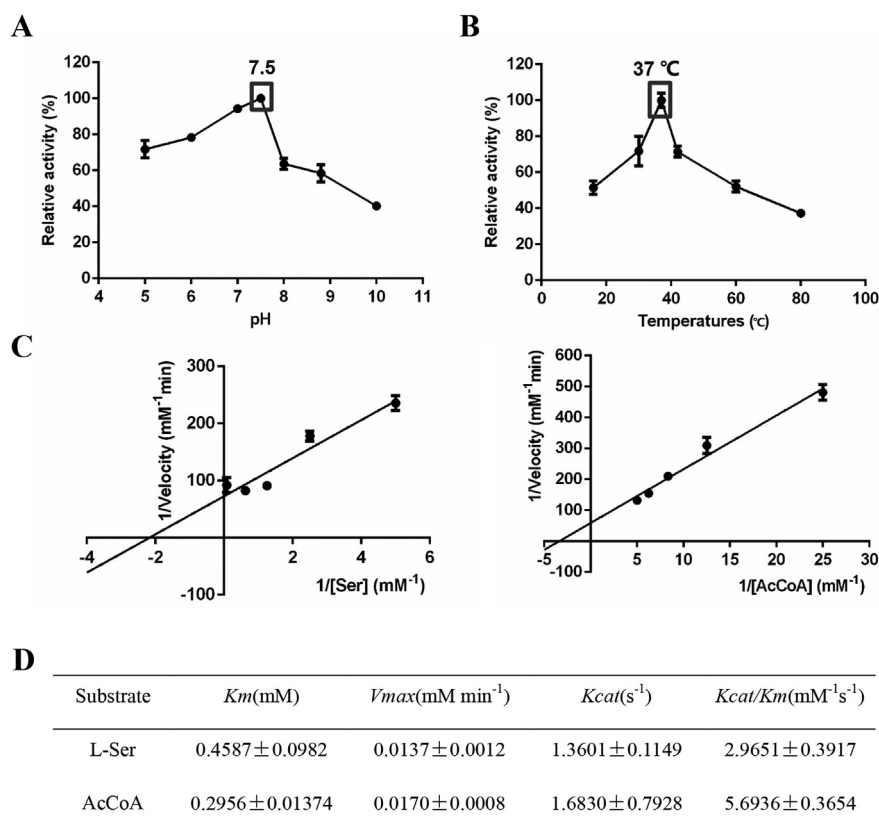 A
7.5
Relative activity (%)
120
100
80
60
40
20
0
4 5 6 7 8 9 10 11
pH
B
37 ℃
Relative activity (%)
120
100
80
60
40
20
0
0 20 40 60 80 100
Temperatures (℃)
C
1/Velocity (mM⁻¹min)
300
200
100
-100
-4 -2 0 2 4 6
1/[Ser] (mM⁻¹)
1/Velocity (mM⁻¹min)
600
500
400
300
200
100
-100
-5 0 5 10 15 20 25 30
1/[AcCoA] (mM⁻¹)
D
Substrate Km(mM) Vmax(mM min⁻¹) Kcat(s⁻¹) Kcat/Km(mM⁻¹s⁻¹)
L-Ser 0.4587±0.0982 0.0137±0.0012 1.3601±0.1149 2.9651±0.3917
AcCoA 0.2956±0.01374 0.0170±0.0008 1.6830±0.7928 5.6936±0.3654